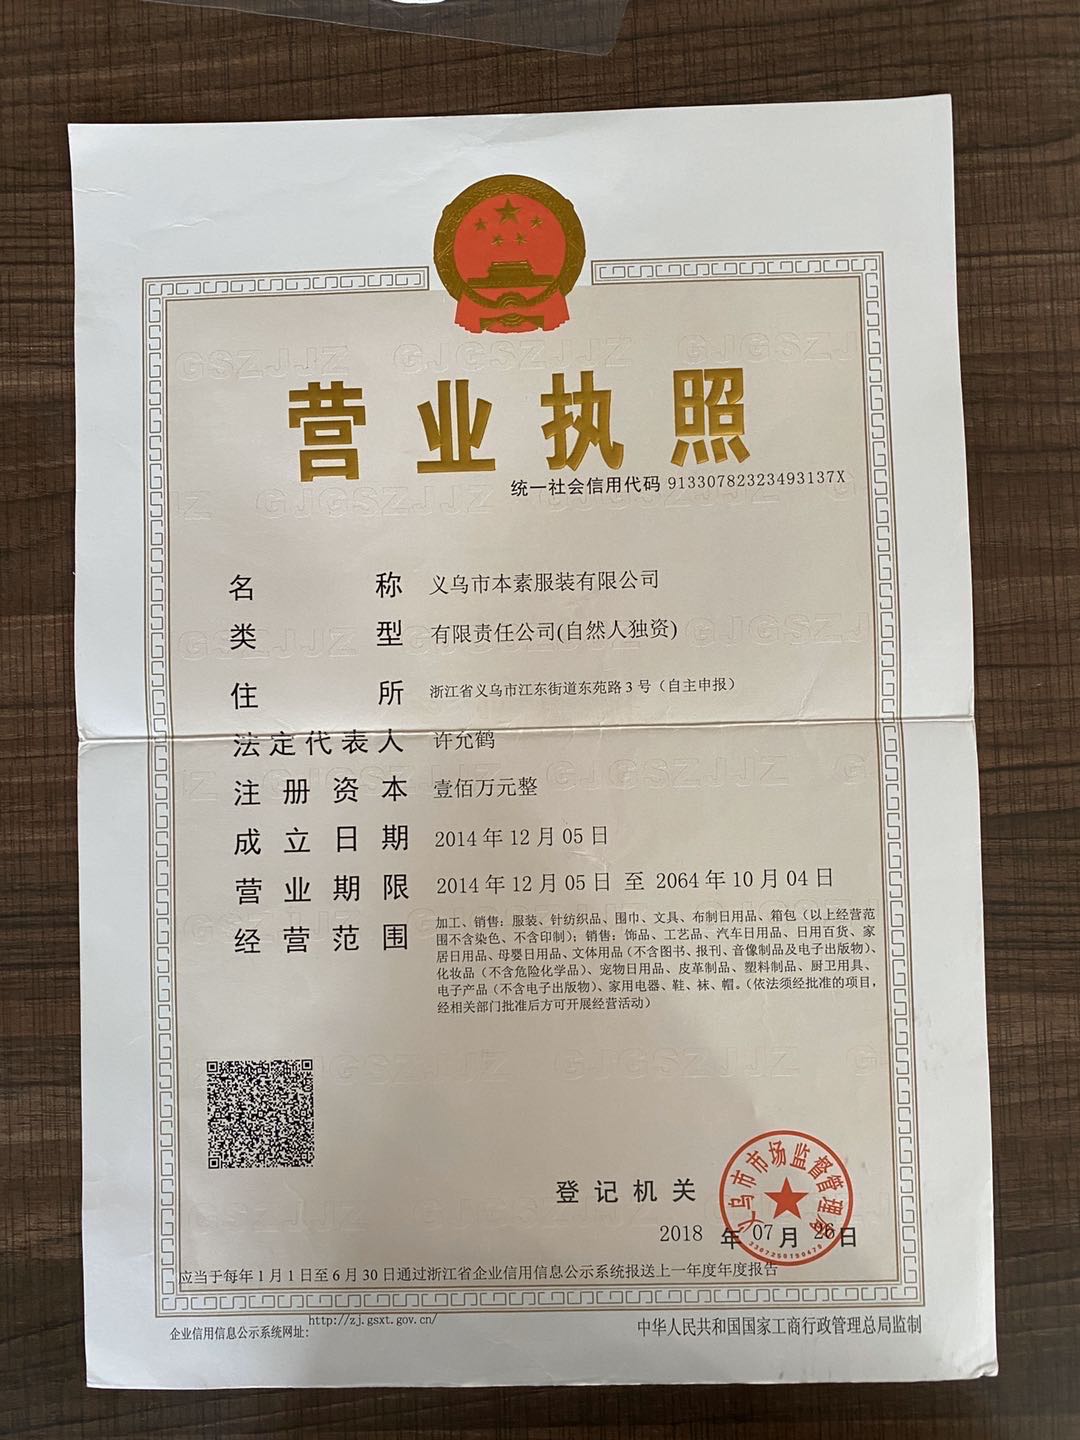 营业执照
统一社会信用代码 91330782323493137X
名称 义乌市本素服装有限公司
类型 有限责任公司(自然人独资)
住所 浙江省义乌市江东街道东苑路3号（自主申报）
法定代表人 许允鹤
注册资本 壹佰万元整
成立日期 2014年12月05日
营业期限 2014年12月05日至2064年10月04日
经营范围 加工、销售：服装、针纺织品、围巾、文具、布制日用品、箱包（以上经营范
围不含染色、不含印制）；销售：饰品、工艺品、汽车日用品、日用百货、家
居日用品、母婴日用品、文体用品（不含图书、报刊、音像制品及电子出版物）、
化妆品（不含危险化学品）、宠物日用品、皮革制品、塑料制品、厨卫用具、
电子产品（不含电子出版物）、家用电器、鞋、袜、帽。（依法须经批准的项目，
经相关部门批准后方可开展经营活动）
义乌市市场监督管理局
登记机关
2018年07月26日
应当于每年1月1日至6月30日通过浙江省企业信用信息公示系统报送上一年度年度报告
企业信用信息公示系统网址: http://zj.gsxt.gov.cn/
中华人民共和国国家工商行政管理总局监制